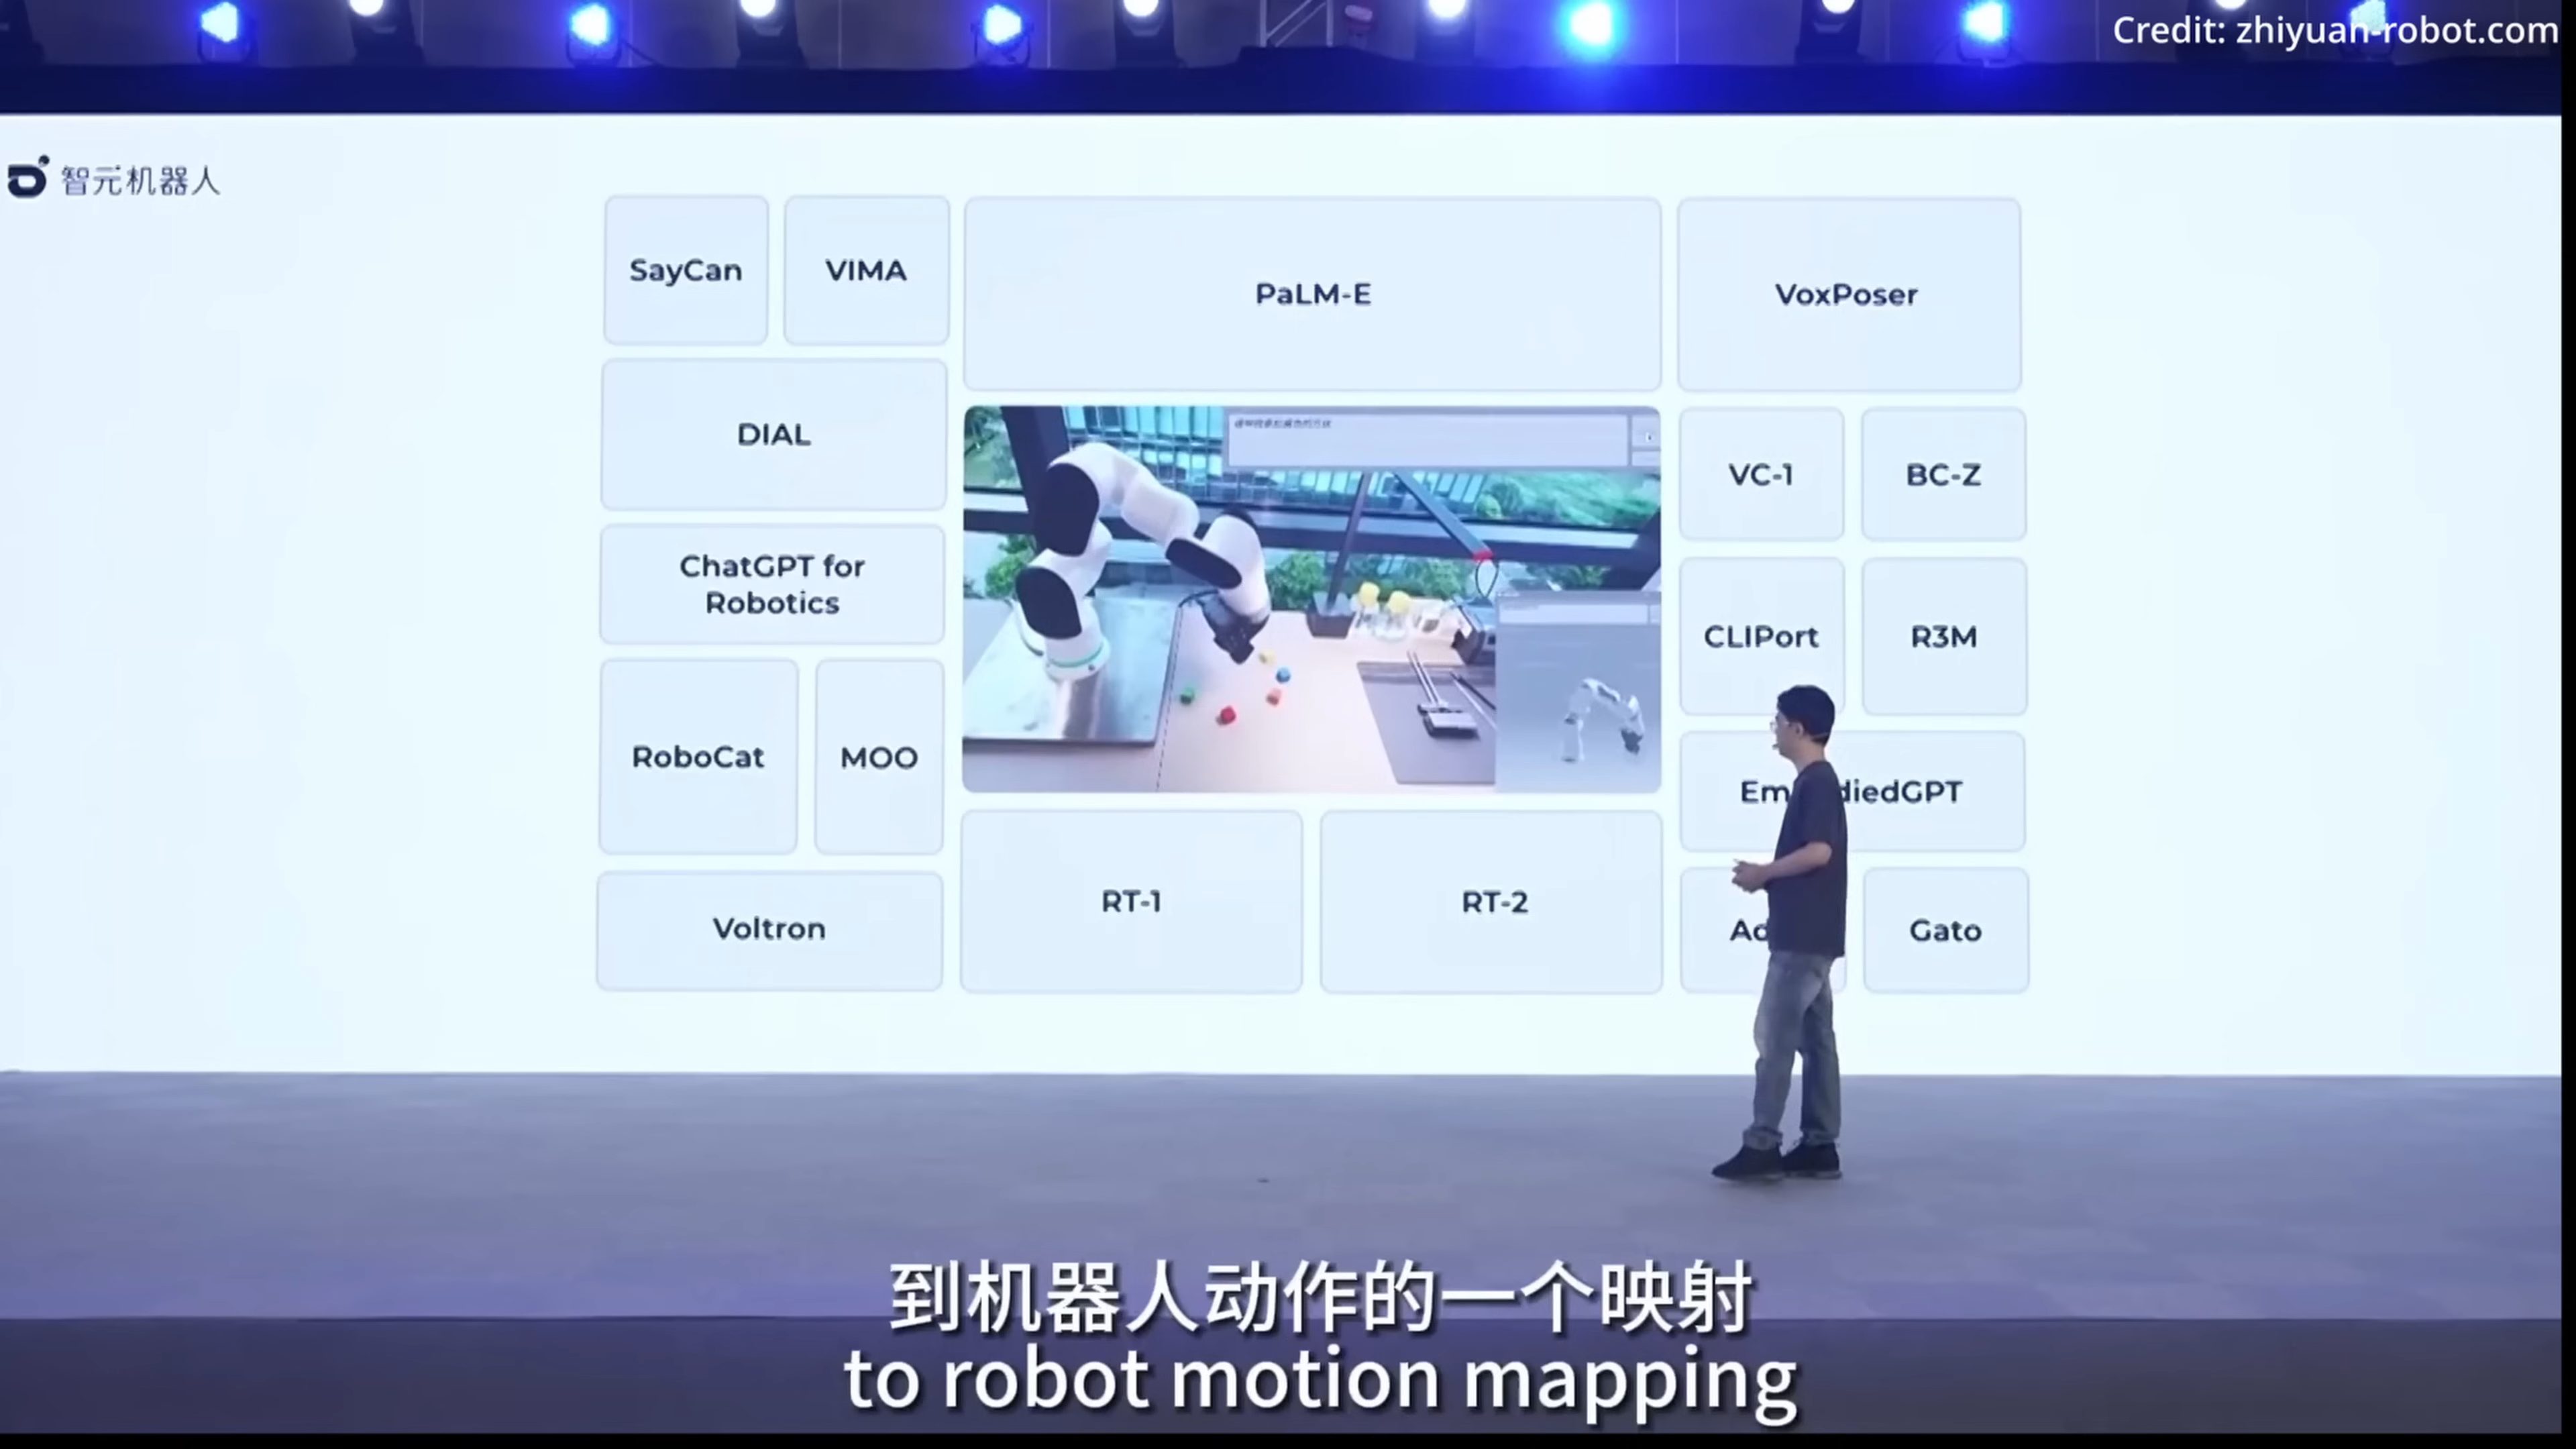 Credit: zhiyuan-robot.com
智元机器人
SayCan
VIMA
PaLM-E
VoxPoser
DIAL
VC-1
BC-Z
ChatGPT for
Robotics
CLIPort
R3M
RoboCat
MOO
RT-1
RT-2
Voltron
Gato
到机器人动作的一个映射
to robot motion mapping